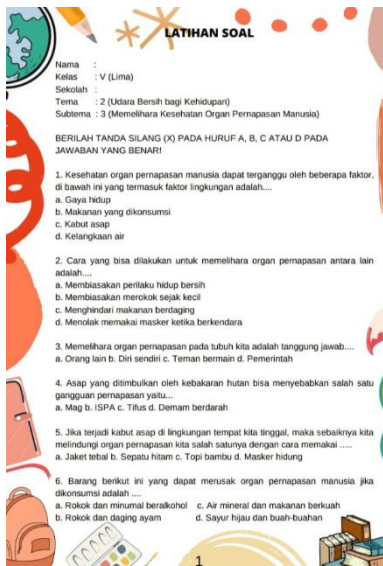 LATIHAN SOAL
Nama :
Kelas : V (Lima)
Sekolah :
Tema : 2 (Udara Bersih bagi Kehidupan)
Subtema : 3 (Memelihara Kesehatan Organ Pernapasan Manusia)
BERILAH TANDA SILANG (X) PADA HURUF A, B, C ATAU D PADA
JAWABAN YANG BENAR!
1. Kesehatan organ pernapasan manusia dapat terganggu oleh beberapa faktor,
di bawah ini yang termasuk faktor lingkungan adalah....
a. Gaya hidup
b. Makanan yang dikonsumsi
c. Kabut asap
d. Kelangkaan air
2. Cara yang bisa dilakukan untuk memelihara organ pernapasan antara lain
adalah....
a. Membiasakan perilaku hidup bersih
b. Membiasakan merokok sejak kecil
c. Menghindari makanan berdaging
d. Menolak memakai masker ketika berkendara
3. Memelihara organ pernapasan pada tubuh kita adalah tanggung jawab....
a. Orang lain b. Diri sendiri c. Teman bermain d. Pemerintah
4. Asap yang ditimbulkan oleh kebakaran hutan bisa menyebabkan salah satu
gangguan pernapasan yaitu...
a. Mag b. ISPA c. Tifus d. Demam berdarah
5. Jika terjadi kabut asap di lingkungan tempat kita tinggal, maka sebaiknya kita
melindungi organ pernapasan kita salah satunya dengan cara memakai .....
a. Jaket tebal b. Sepatu hitam c. Topi bambu d. Masker hidung
6. Barang berikut ini yang dapat merusak organ pernapasan manusia jika
dikonsumsi adalah ....
a. Rokok dan minumal beralkohol c. Air mineral dan makanan berkuah
b. Rokok dan daging ayam d. Sayur hijau dan buah-buahan
1